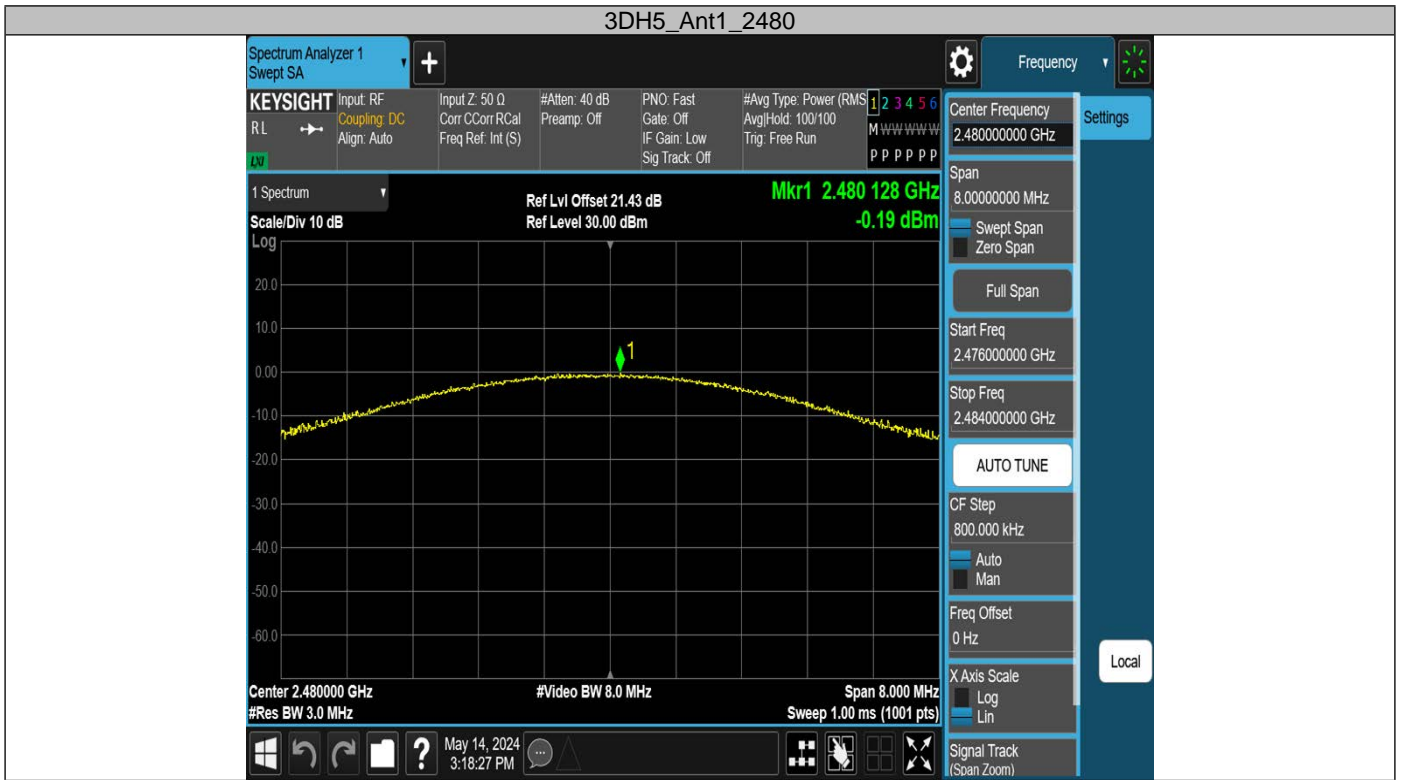 3DH5_Ant1_2480
Spectrum Analyzer 1
Swept SA
+
Frequency
KEYSIGHT
RL
LXI
Input: RF
Coupling: DC
Align: Auto
Input Z: 50 Ω
Corr CCorr RCal
Freq Ref: Int (S)
#Atten: 40 dB
Preamp: Off
PNO: Fast
Gate: Off
IF Gain: Low
Sig Track: Off
#Avg Type: Power (RMS
Avg|Hold: 100/100
Trig: Free Run
1 2 3 4 5 6
M W W W W W
P P P P P P
1 Spectrum
Scale/Div 10 dB
Log
Ref Lvl Offset 21.43 dB
Ref Level 30.00 dBm
Mkr1 2.480 128 GHz
-0.19 dBm
20.0
10.0
0.00
-10.0
-20.0
-30.0
-40.0
-50.0
-60.0
1
Center 2.480000 GHz
#Res BW 3.0 MHz
#Video BW 8.0 MHz
Span 8.000 MHz
Sweep 1.00 ms (1001 pts)
Center Frequency
2.480000000 GHz
Settings
Span
8.00000000 MHz
Swept Span
Zero Span
Full Span
Start Freq
2.476000000 GHz
Stop Freq
2.484000000 GHz
AUTO TUNE
CF Step
800.000 kHz
Auto
Man
Freq Offset
0 Hz
X Axis Scale
Log
Lin
Local
Signal Track
(Span Zoom)
?
May 14, 2024
3:18:27 PM